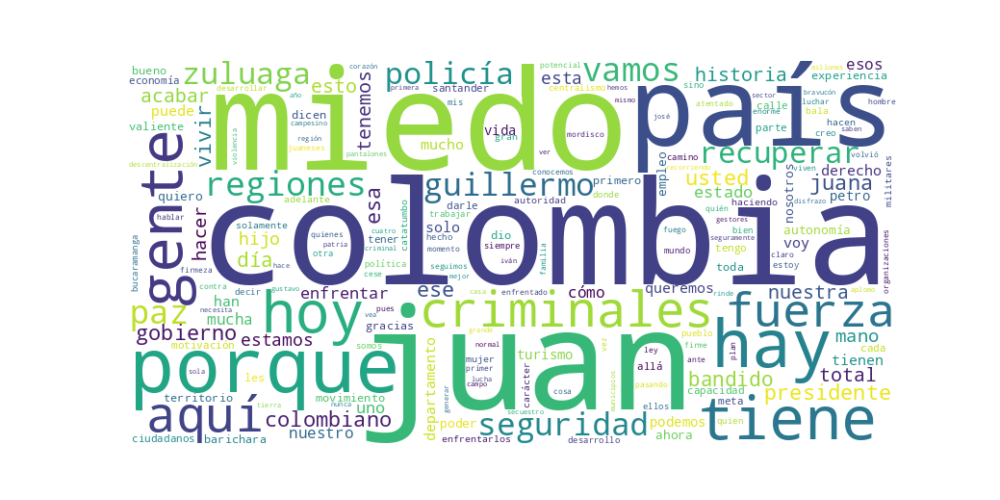 colombia
juan
miedo
país
porque
gente
hay
hoy
tiene
criminales
fuerza
aquí
seguridad
guillermo
regiones
zuluaga
policía
vamos
recuperar
paz
gobierno
colombiano
presidente
bandido
total
mano
nuestra
historia
juana
usted
estado
derecho
petro
voy
autonomía
nosotros
empleo
militares
experiencia
esos
esta
esto
tenemos
acabar
puede
vivir
valiente
bueno
economía
desarrollar
corazón
primera
potencial
santander
mis
centralismo
hemos
mismo
millones
sector
bravucón
atentado
hombre
luchar
enorme
calle
bala
sino
parte
creo
hacen
saben
volvió
josé
mordisco
vida
gran
ver
mucho
dicen
año
región
campesino
violencia
juaneses
pantalones
descentralización
quiero
adelante
hablar
solamente
hacer
hijo
día
esa
tener
otra
quienes
patria
cuatro
criminal
hace
política
cese
catatumbo
solo
hecho
momento
seguimos
mejor
darle
trabajar
autoridad
dio
siempre
iván
familia
donde
primero
conocemos
camino
recorriendo
viven
quién
gestores
bien
seguramente
tengo
mundo
fuego
haciendo
claro
estoy
disfrazo
toda
organizaciones
aplomo
rinde
queremos
cómo
ese
enfrentar
enfrentado
casa
pues
gracias
vea
somos
estamos
han
mucha
decir
gustavo
contra
firmeza
bucaramanga
necesita
motivación
les
sola
movimiento
territorio
uno
nuestro
nunca
tierra
barichara
ciudadanos
departamento
poder
enfrentarlos
generar
secuestro
desarrollo
carácter
mujer
primer
lucha
campo
normal
grande
turismo
cosa
vez
ley
allá
pueblo
firme
ante
plan
pasando
capacidad
municipios
ellos
podemos
ahora
quien
meta
tienen
cada